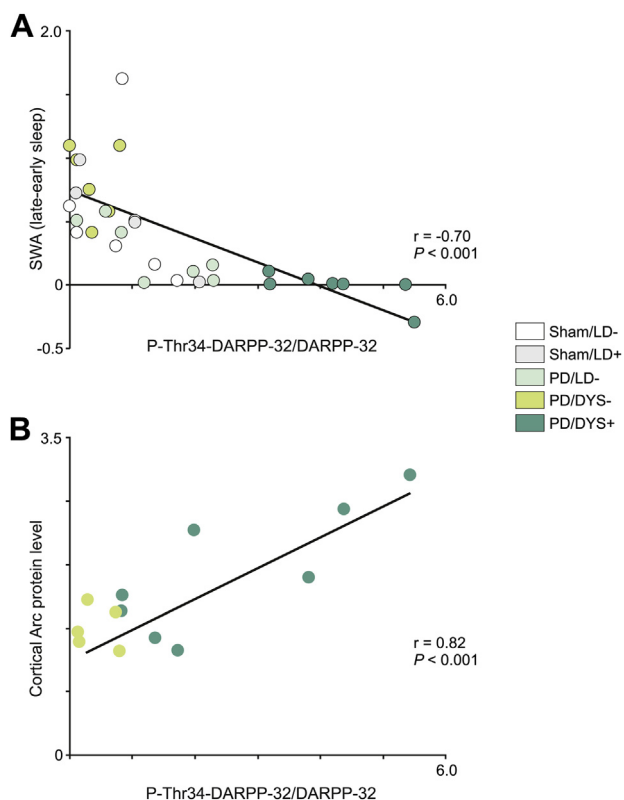 A
2.0
SWA (late-early sleep)
r = -0.70
P < 0.001
0
6.0
P-Thr34-DARPP-32/DARPP-32
-0.5
Sham/LD-
Sham/LD+
PD/LD-
PD/DYS-
PD/DYS+
B
3.5
Cortical Arc protein level
r = 0.82
P < 0.001
0
6.0
P-Thr34-DARPP-32/DARPP-32